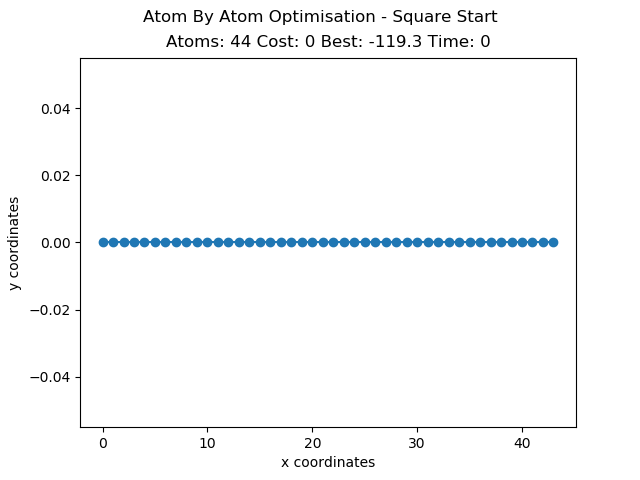 Atom By Atom Optimisation - Square Start
Atoms: 44 Cost: 0 Best: -119.3 Time: 0
0.04
0.02
0.00
−0.02
−0.04
y coordinates
0 10 20 30 40
x coordinates